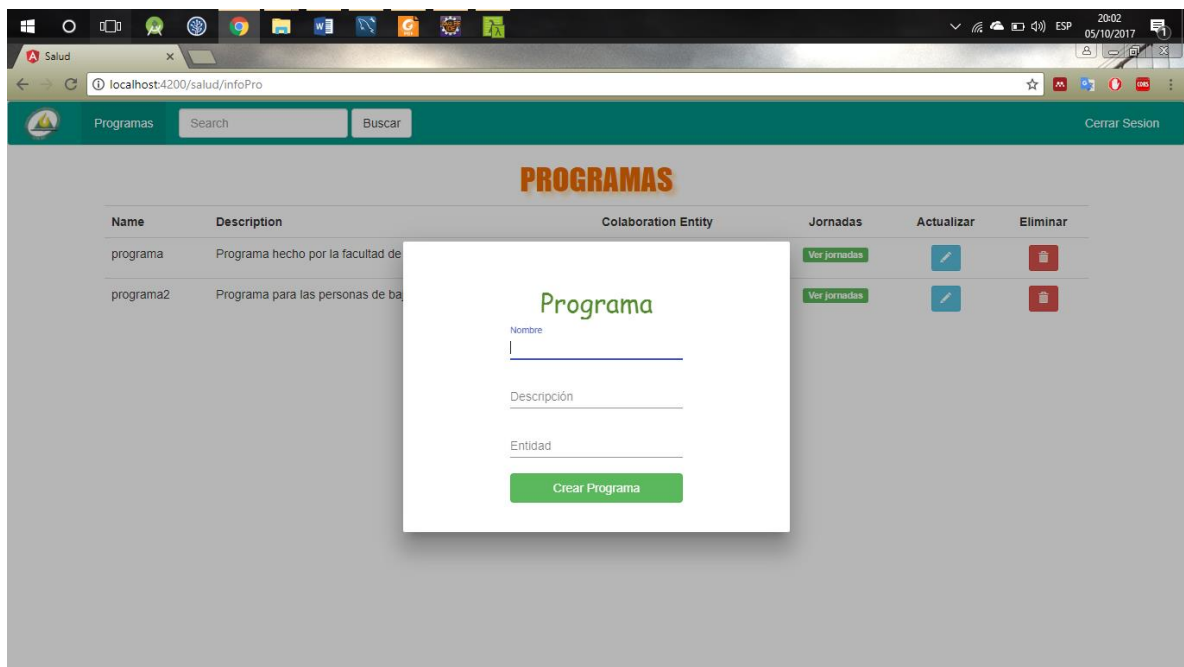 ESP
20:02
05/10/2017
Salud
localhost:4200/salud/infoPro
Programas
Search
Buscar
Cerrar Sesion
PROGRAMAS
Name Description Colaboration Entity Jornadas Actualizar Eliminar
programa Programa hecho por la facultad de Ver jornadas
programa2 Programa para las personas de ba Ver jornadas
Programa
Nombre
Descripción
Entidad
Crear Programa